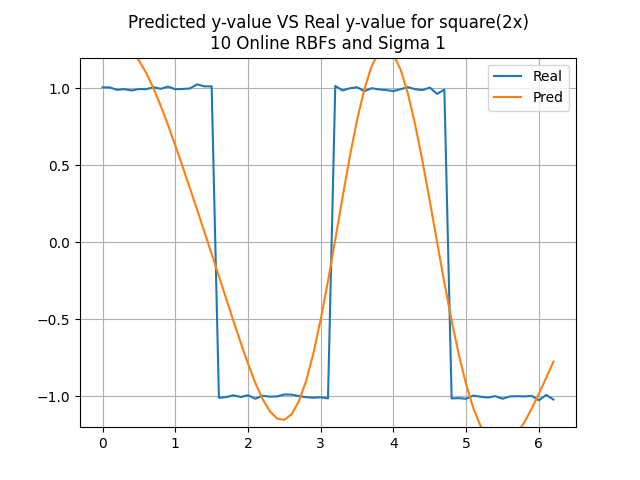 Predicted y-value VS Real y-value for square(2x)
10 Online RBFs and Sigma 1
Real
Pred
1.0
0.5
0.0
−0.5
−1.0
0 1 2 3 4 5 6